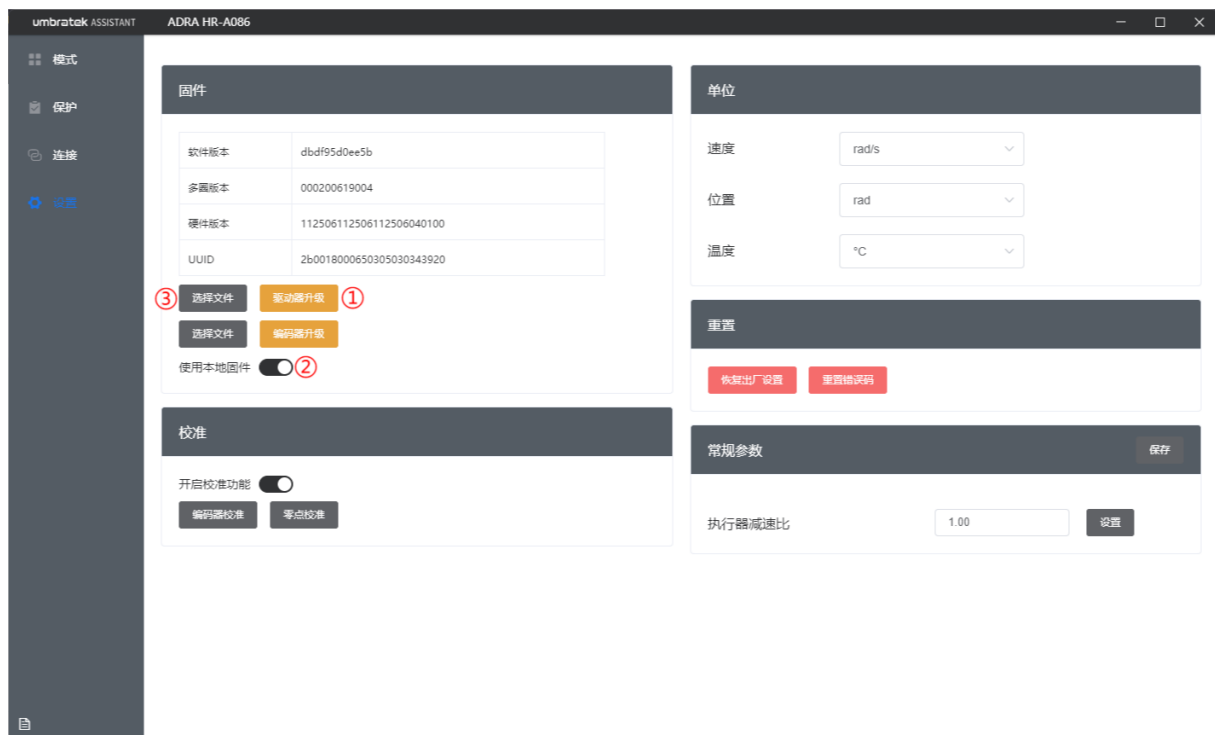 umbratek ASSISTANT ADRA HR-A086
模式
保护
连接
设置
固件
软件版本 dbdf95d0ee5b
多圈版本 000200619004
硬件版本 112506112506112506040100
UUID 2b0018000650305030343920
③ 选择文件 驱动器升级 ①
选择文件 编码器升级
使用本地固件 ②
校准
开启校准功能
编码器校准 零点校准
单位
速度 rad/s
位置 rad
温度 °C
重置
恢复出厂设置 重置错误码
常规参数 保存
执行器减速比 1.00 设置